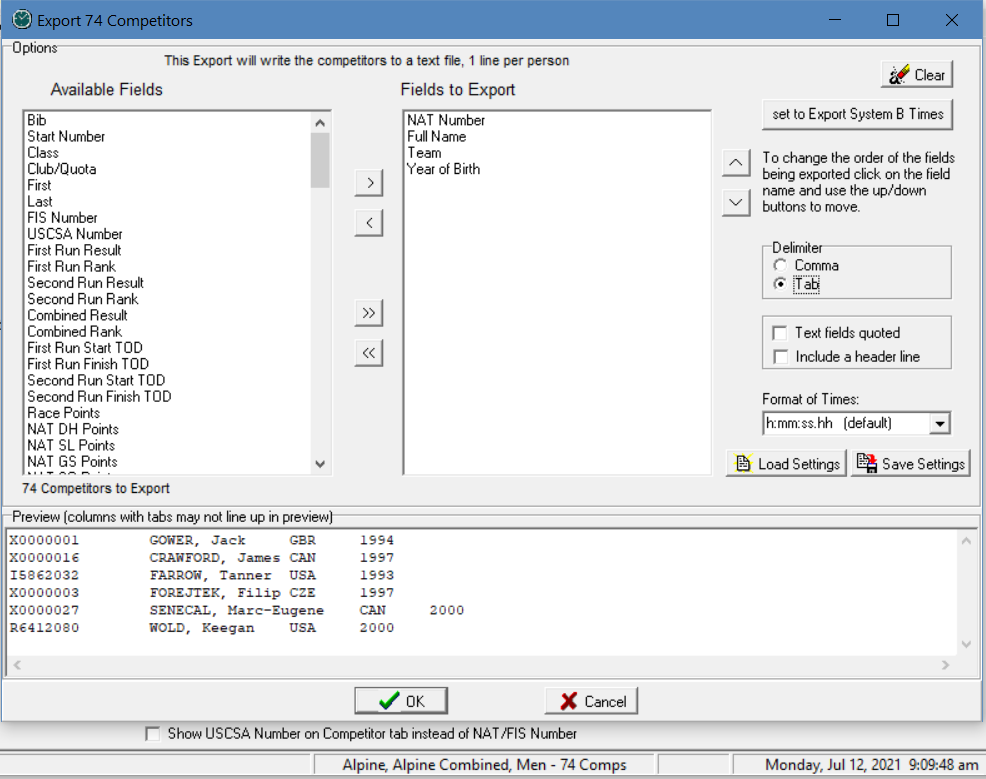 Export 74 Competitors
Options
This Export will write the competitors to a text file, 1 line per person
Clear
Available Fields
Fields to Export
set to Export System B Times
Bib
Start Number
Class
Club/Quota
First
Last
FIS Number
USCSA Number
First Run Result
First Run Rank
Second Run Result
Second Run Rank
Combined Result
Combined Rank
First Run Start TOD
First Run Finish TOD
Second Run Start TOD
Second Run Finish TOD
Race Points
NAT DH Points
NAT SL Points
NAT GS Points
74 Competitors to Export
>
<
>>
<<
NAT Number
Full Name
Team
Year of Birth
To change the order of the fields
being exported click on the field
name and use the up/down
buttons to move.
Delimiter
Comma
Tab
Text fields quoted
Include a header line
Format of Times:
h:mm:ss.hh (default)
Load Settings
Save Settings
Preview (columns with tabs may not line up in preview)
X0000001 GOWER, Jack GBR 1994
X0000016 CRAWFORD, James CAN 1997
I5862032 FARROW, Tanner USA 1993
X0000003 FOREJTEK, Filip CZE 1997
X0000027 SENECAL, Marc-Eugene CAN 2000
R6412080 WOLD, Keegan USA 2000
OK
Cancel
Show USCSA Number on Competitor tab instead of NAT/FIS Number
Alpine, Alpine Combined, Men - 74 Comps
Monday, Jul 12, 2021 9:09:48 am